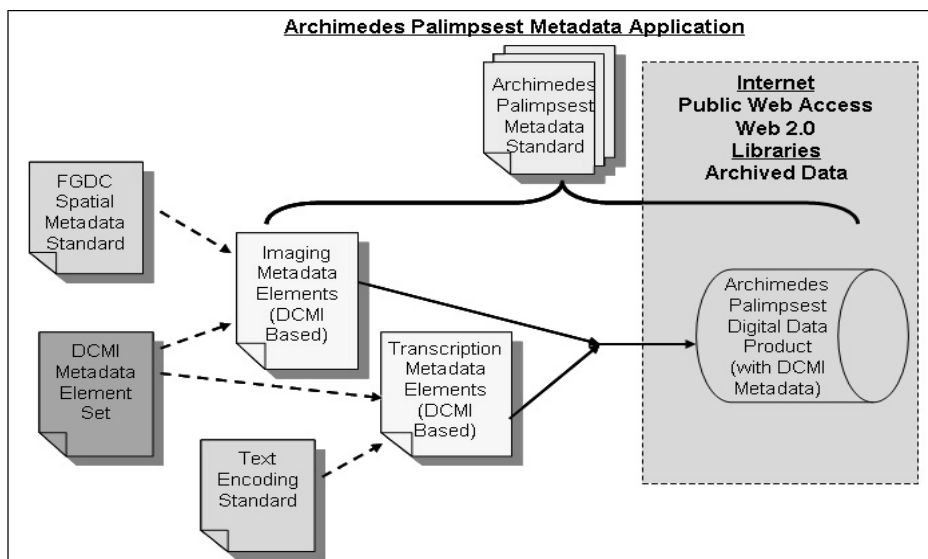 Archimedes Palimpsest Metadata Application
Archimedes
Palimpsest
Metadata
Standard
Internet
Public Web Access
Web 2.0
Libraries
Archived Data
FGDC
Spatial
Metadata
Standard
Imaging
Metadata
Elements
(DCMI
Based)
Archimedes
Palimpsest
Digital Data
Product
(with DCMI
Metadata)
DCMI
Metadata
Element
Set
Transcription
Metadata
Elements
(DCMI
Based)
Text
Encoding
Standard